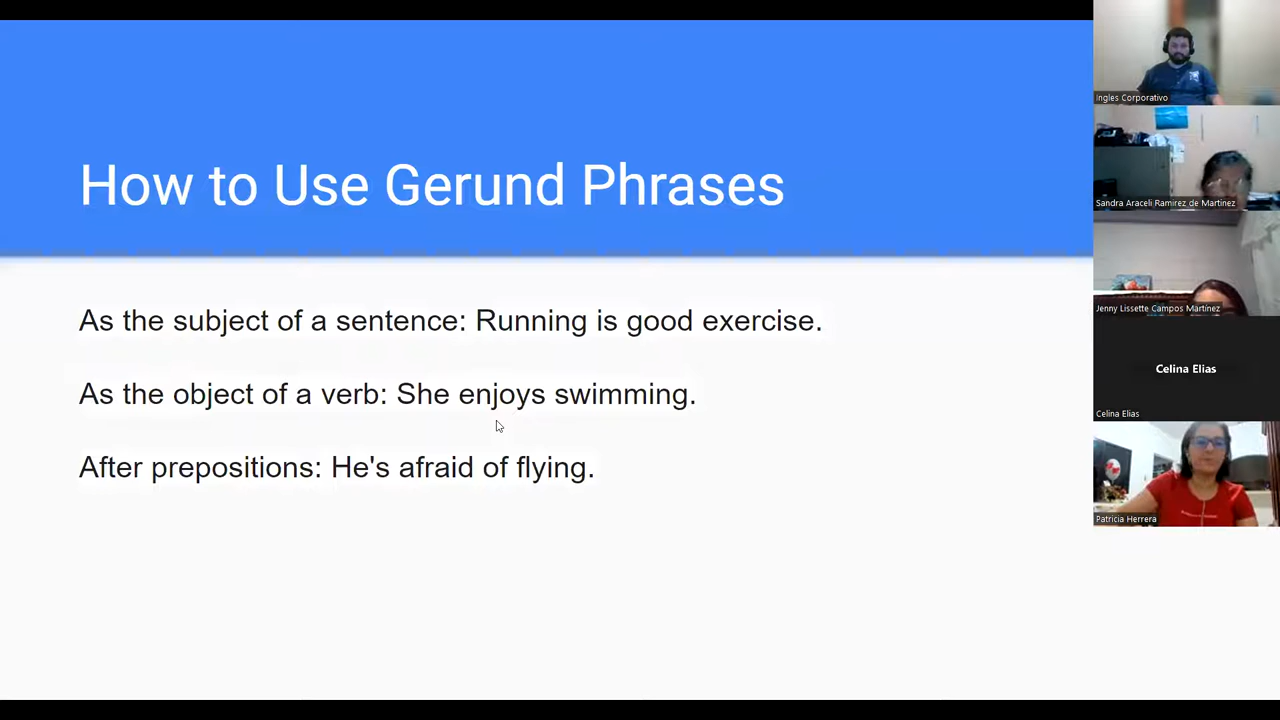 How to Use Gerund Phrases
As the subject of a sentence: Running is good exercise.
As the object of a verb: She enjoys swimming.
After prepositions: He's afraid of flying.
Ingles Corporativo
Sandra Araceli Ramirez de Martinez
Jenny Lissette Campos Martínez
Celina Elias
Celina Elias
Patricia Herrera